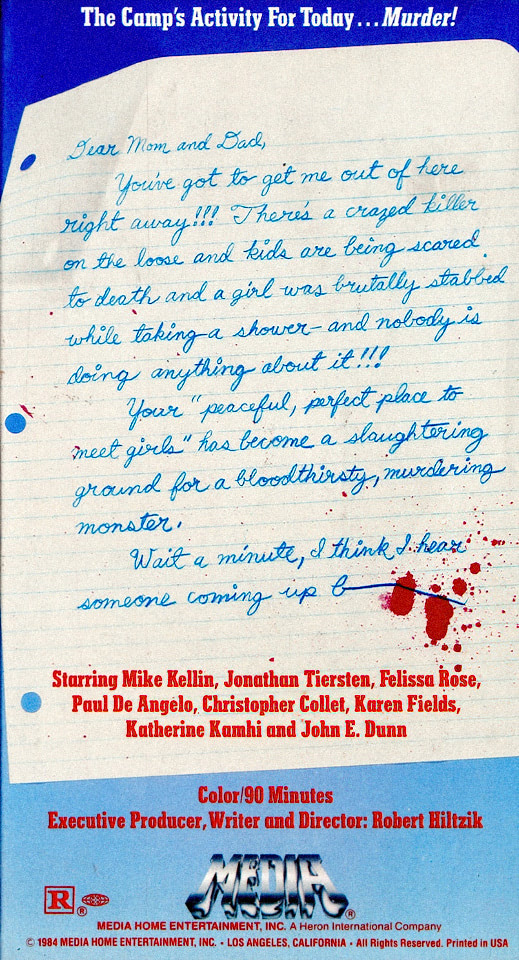 The Camp's Activity For Today...Murder!
Dear Mom and Dad,
You've got to get me out of here
right away!!! There's a crazed killer
on the loose and kids are being scared
to death and a girl was brutally stabbed
while taking a shower—and nobody is
doing anything about it!!!
Your "peaceful, perfect place to
meet girls" has become a slaughtering
ground for a bloodthirsty, murdering
monster.
Wait a minute, I think I hear
someone coming up b
Starring Mike Kellin, Jonathan Tiersten, Felissa Rose,
Paul De Angelo, Christopher Collet, Karen Fields,
Katherine Kamhi and John E. Dunn
Color/90 Minutes
Executive Producer, Writer and Director: Robert Hiltzik
MEDIA®
R®
MEDIA HOME ENTERTAINMENT, INC. A Heron International Company
© 1984 MEDIA HOME ENTERTAINMENT, INC. • LOS ANGELES, CALIFORNIA • All Rights Reserved. Printed in USA